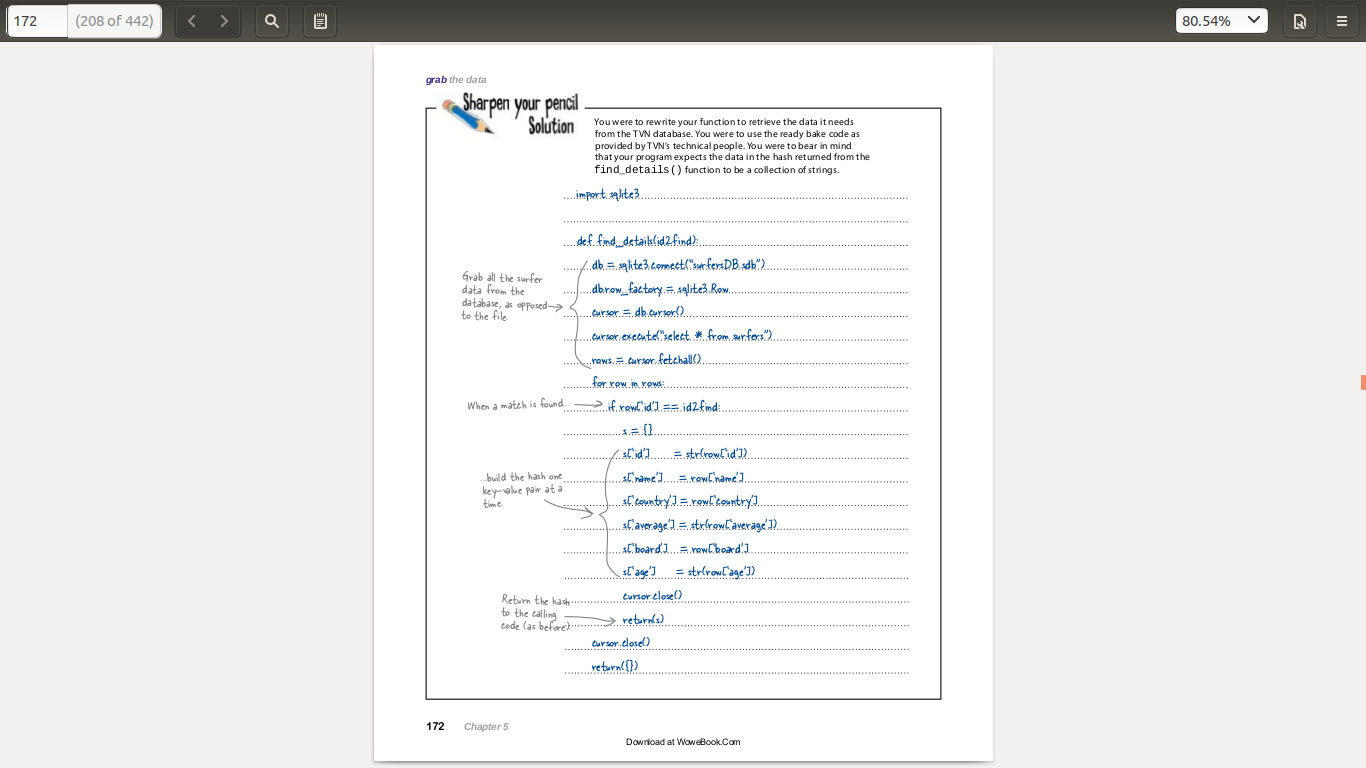 172 (208 of 442) 80.54%
grab the data
Sharpen your pencil
Solution
You were to rewrite your function to retrieve the data it needs
from the TVN database. You were to use the ready bake code as
provided by TVN's technical people. You were to bear in mind
that your program expects the data in the hash returned from the
find_details() function to be a collection of strings.
import sqlite3
def find_details(id2find):
db = sqlite3.connect("surfersDB.sdb")
Grab all the surfer
data from the
database, as opposed
to the file.
db.row_factory = sqlite3.Row
cursor = db.cursor()
cursor.execute("select * from surfers")
rows = cursor.fetchall()
for row in rows:
When a match is found...
if row['id'] == id2find:
s = {}
s['id'] = str(row['id'])
...build the hash one
key-value pair at a
time.
s['name'] = row['name']
s['country'] = row['country']
s['average'] = str(row['average'])
s['board'] = row['board']
s['age'] = str(row['age'])
cursor.close()
Return the hash
to the calling
code (as before).
return(s)
cursor.close()
return({})
172 Chapter 5
Download at WoweBook.Com